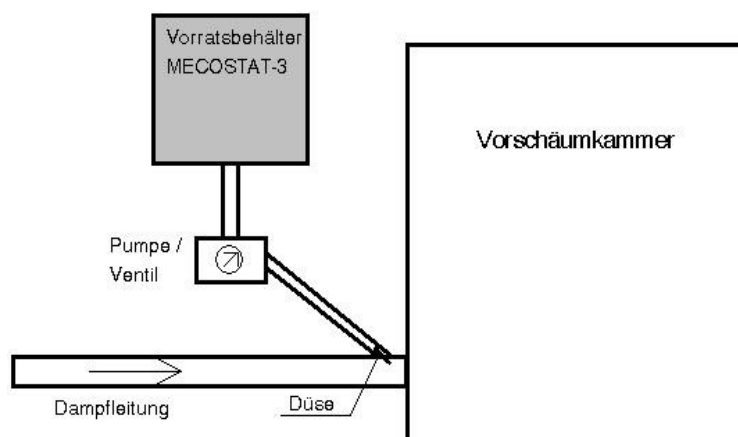 Vorratsbehälter
MECOSTAT-3
Vorschäumkammer
Pumpe /
Ventil
Dampfleitung
Düse